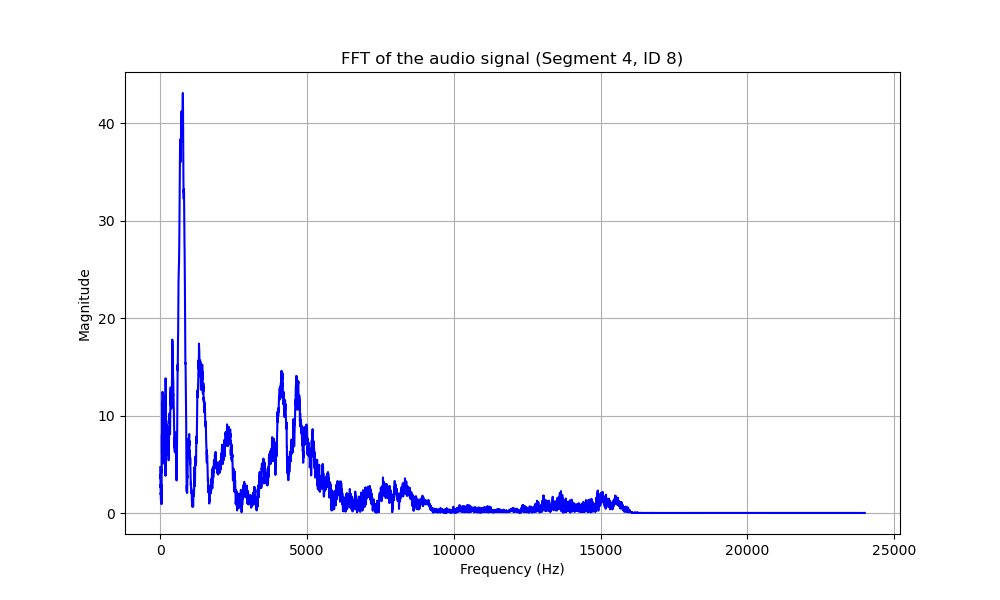 FFT of the audio signal (Segment 4, ID 8)
Magnitude
40
30
20
10
0
0 5000 10000 15000 20000 25000
Frequency (Hz)